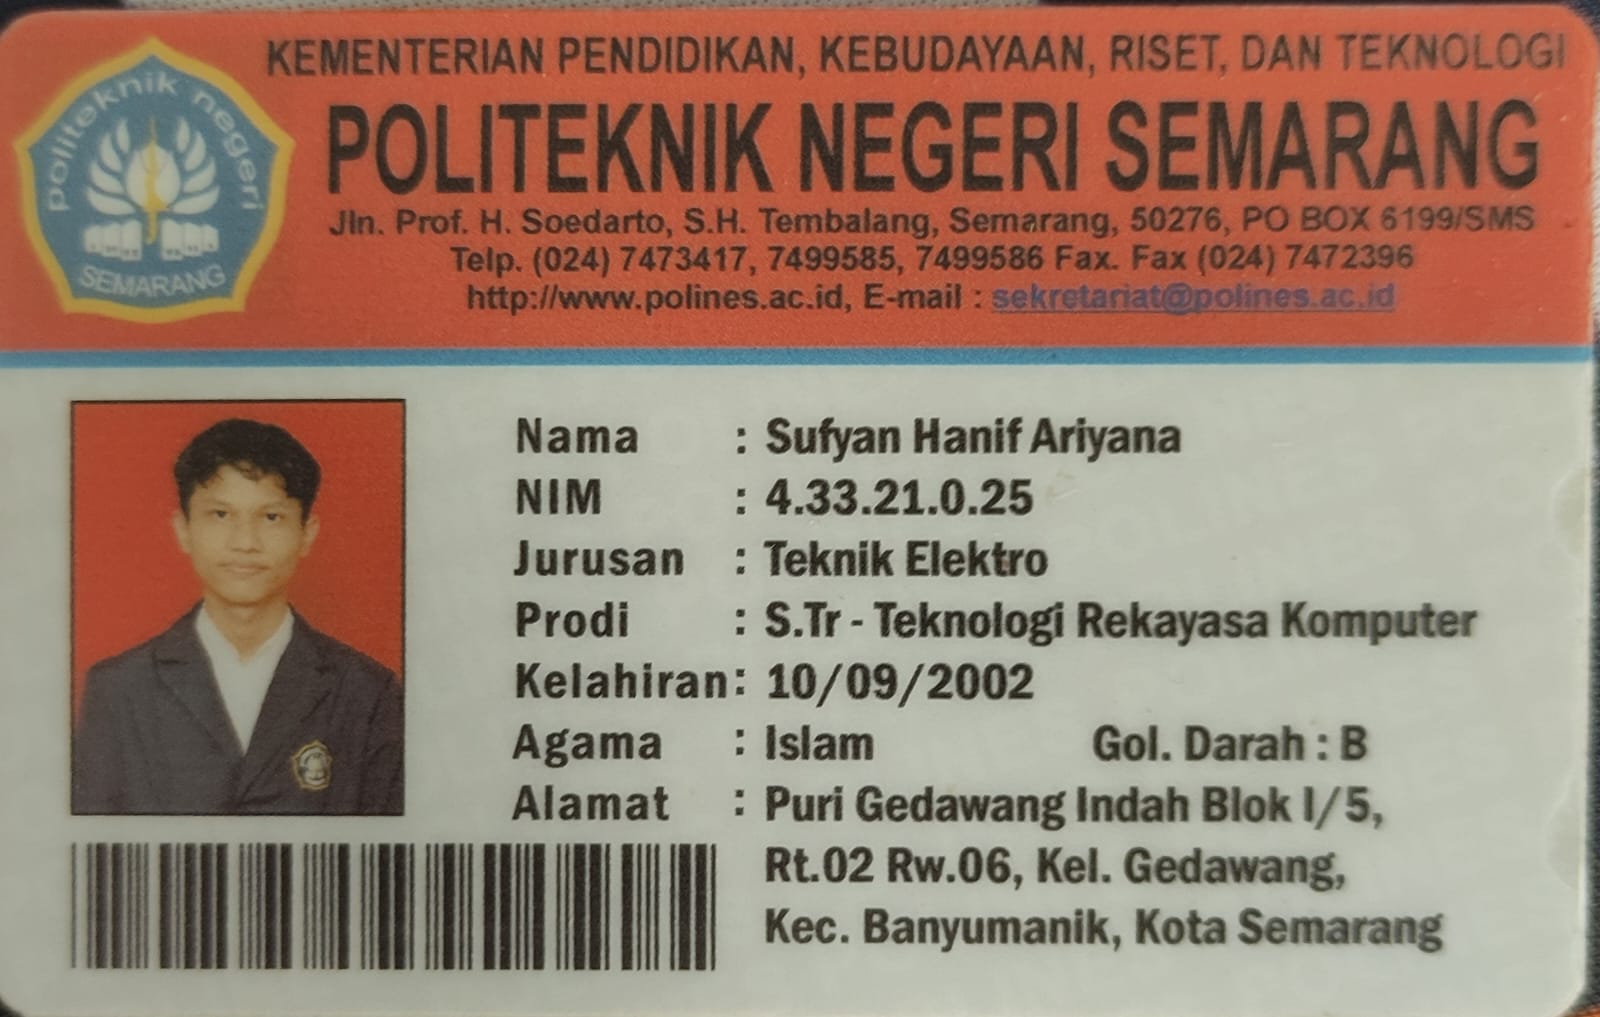 politeknik negeri
SEMARANG
KEMENTERIAN PENDIDIKAN, KEBUDAYAAN, RISET, DAN TEKNOLOGI
POLITEKNIK NEGERI SEMARANG
Jln. Prof. H. Soedarto, S.H. Tembalang, Semarang, 50276, PO BOX 6199/SMS
Telp. (024) 7473417, 7499585, 7499586 Fax. Fax (024) 7472396
http://www.polines.ac.id, E-mail : sekretariat@polines.ac.id
Nama : Sufyan Hanif Ariyana
NIM : 4.33.21.0.25
Jurusan : Teknik Elektro
Prodi : S.Tr - Teknologi Rekayasa Komputer
Kelahiran : 10/09/2002
Agama : Islam Gol. Darah : B
Alamat : Puri Gedawang Indah Blok I/5,
Rt.02 Rw.06, Kel. Gedawang,
Kec. Banyumanik, Kota Semarang